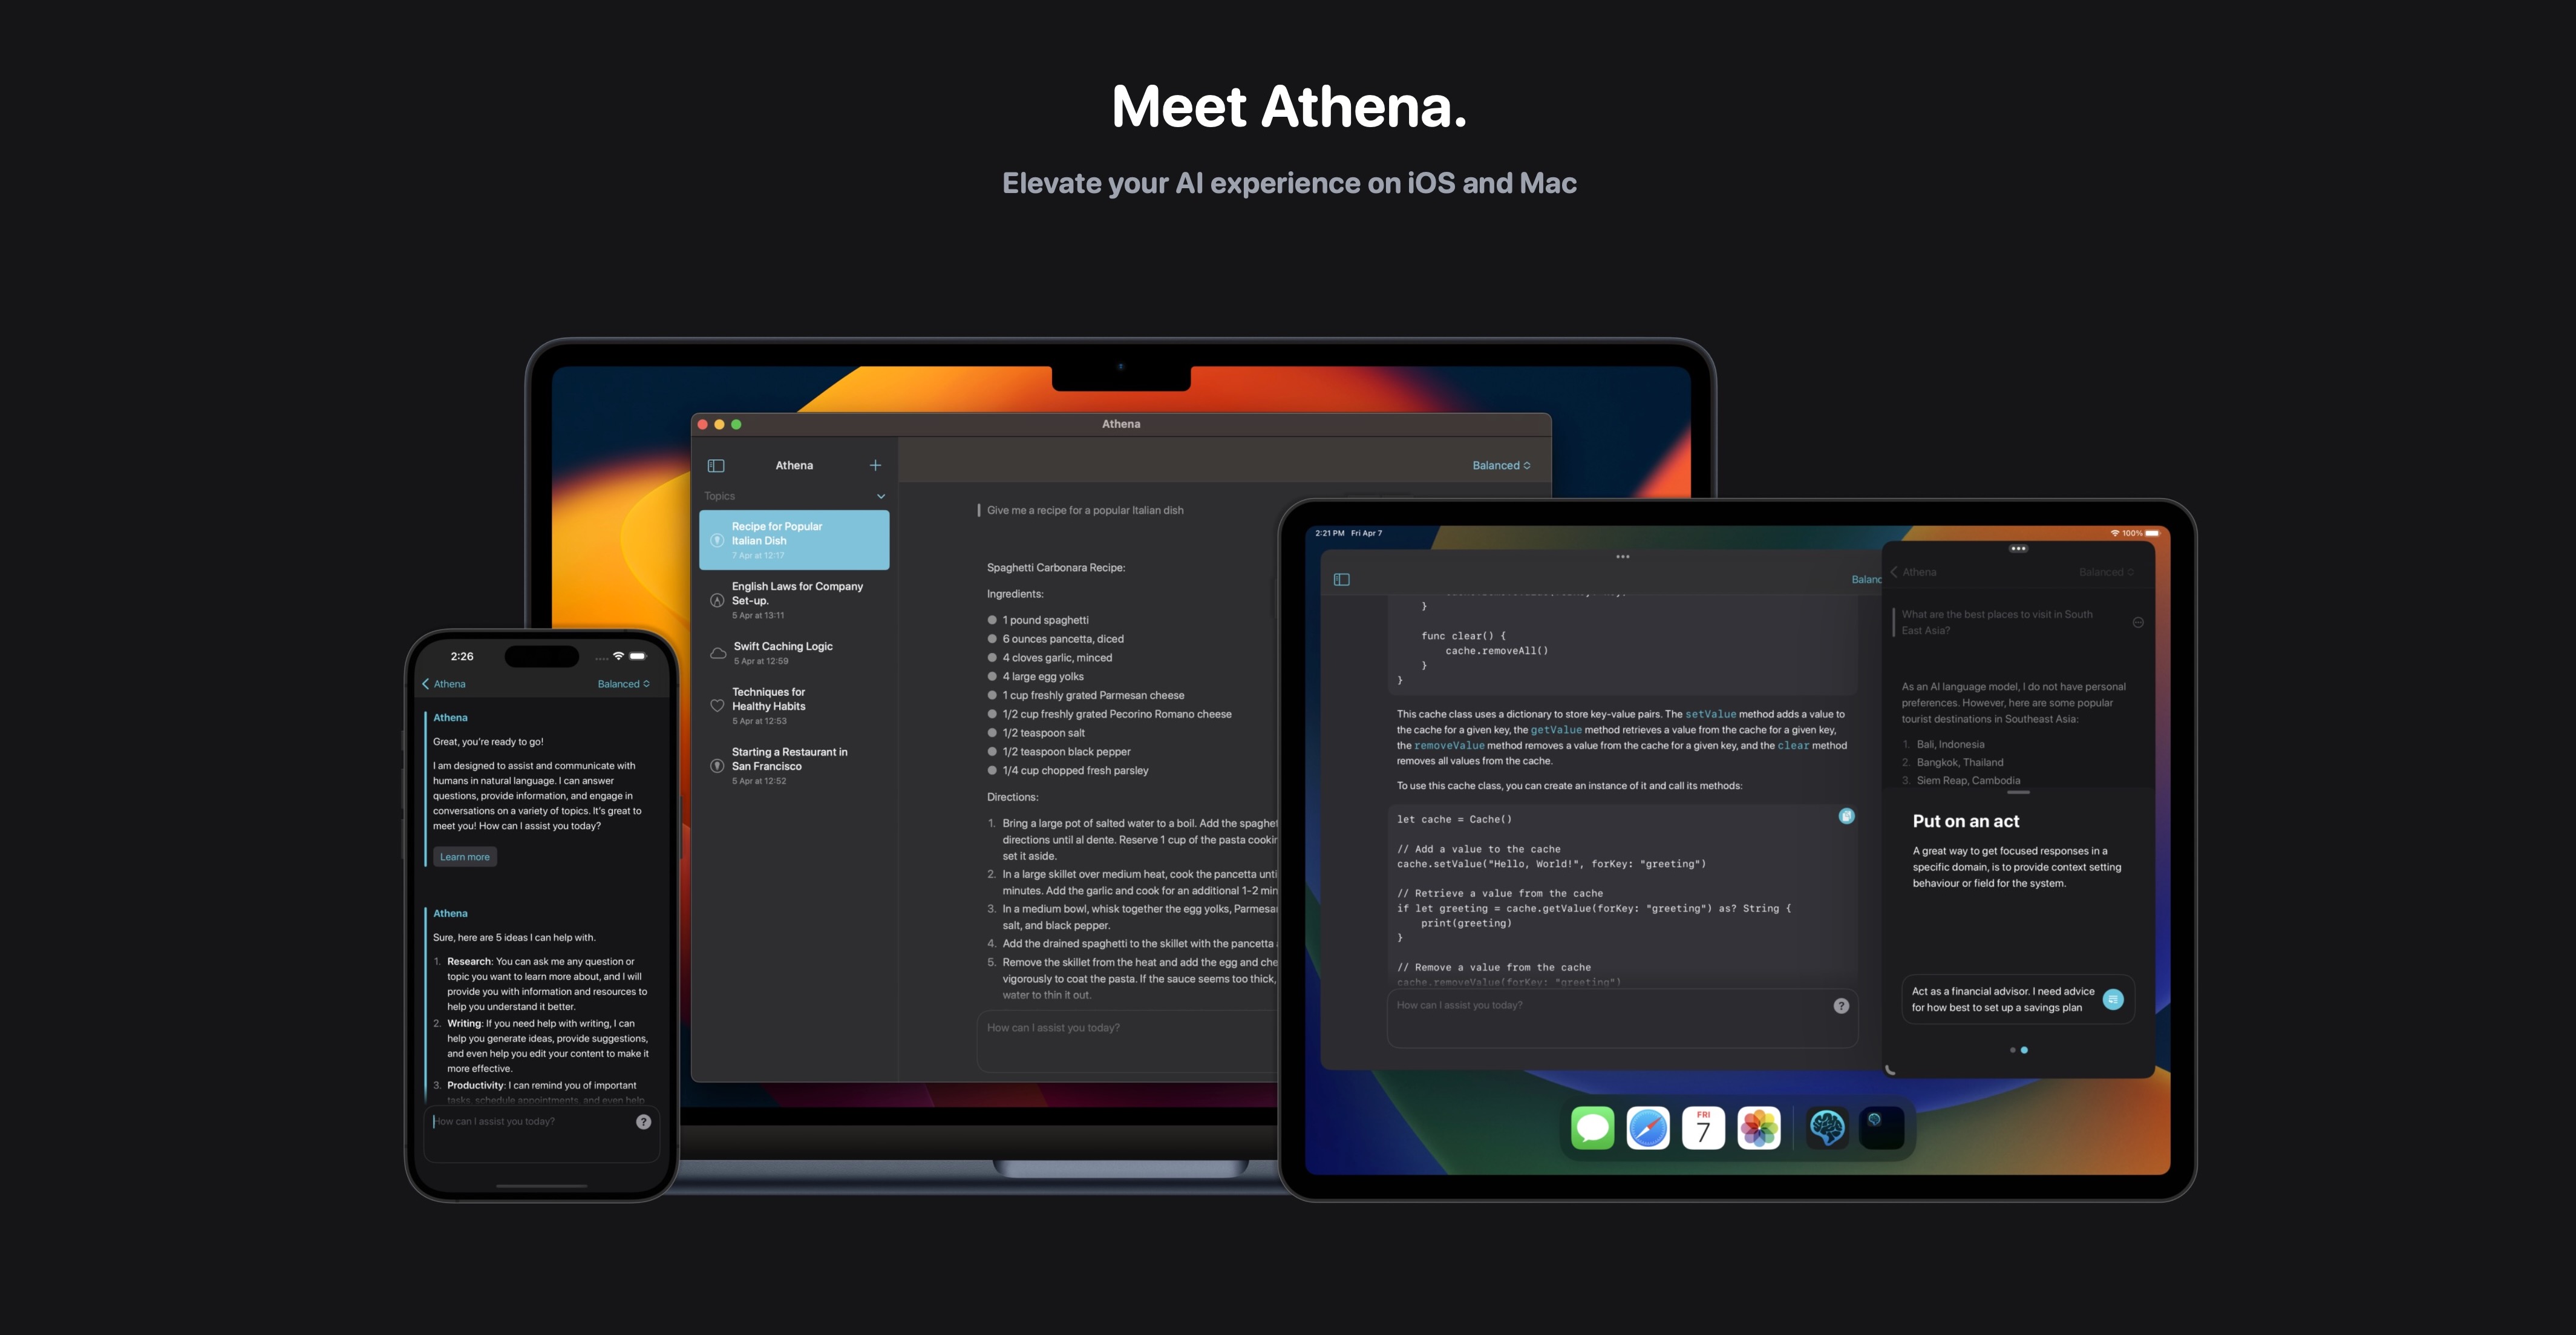 Meet Athena.
Elevate your AI experience on iOS and Mac
Athena
Athena
Balanced
Topics
Recipe for Popular
Italian Dish
7 Apr at 12:17
English Laws for Company
Set-up.
5 Apr at 13:11
Swift Caching Logic
5 Apr at 12:59
Techniques for
Healthy Habits
5 Apr at 12:53
Starting a Restaurant in
San Francisco
5 Apr at 12:52
Give me a recipe for a popular Italian dish
Spaghetti Carbonara Recipe:
Ingredients:
1 pound spaghetti
6 ounces pancetta, diced
4 cloves garlic, minced
4 large egg yolks
1 cup freshly grated Parmesan cheese
1/2 cup freshly grated Pecorino Romano cheese
1/2 teaspoon salt
1/2 teaspoon black pepper
1/4 cup chopped fresh parsley
Directions:
1. Bring a large pot of salted water to a boil. Add the spaghet
directions until al dente. Reserve 1 cup of the pasta cookin
set it aside.
2. In a large skillet over medium heat, cook the pancetta unti
minutes. Add the garlic and cook for an additional 1-2 min
3. In a medium bowl, whisk together the egg yolks, Parmesa
salt, and black pepper.
4. Add the drained spaghetti to the skillet with the pancetta
5. Remove the skillet from the heat and add the egg and che
vigorously to coat the pasta. If the sauce seems too thick,
water to thin it out.
How can I assist you today?
2:26
Athena
Balanced
Athena
Great, you're ready to go!
I am designed to assist and communicate with
humans in natural language. I can answer
questions, provide information, and engage in
conversations on a variety of topics. It's great to
meet you! How can I assist you today?
Learn more
Athena
Sure, here are 5 ideas I can help with.
1. Research: You can ask me any question or
topic you want to learn more about, and I will
provide you with information and resources to
help you understand it better.
2. Writing: If you need help with writing, I can
help you generate ideas, provide suggestions,
and even help you edit your content to make it
more effective.
3. Productivity: I can remind you of important
tasks, schedule appointments, and even help
How can I assist you today?
?
2:21 PM Fri Apr 7
100%
Balanc
}
func clear() {
cache.removeAll()
}
}
This cache class uses a dictionary to store key-value pairs. The setValue method adds a value to
the cache for a given key, the getValue method retrieves a value from the cache for a given key,
the removeValue method removes a value from the cache for a given key, and the clear method
removes all values from the cache.
To use this cache class, you can create an instance of it and call its methods:
let cache = Cache()
// Add a value to the cache
cache.setValue("Hello, World!", forKey: "greeting")
// Retrieve a value from the cache
if let greeting = cache.getValue(forKey: "greeting") as? String {
print(greeting)
}
// Remove a value from the cache
cache.removeValue(forKey: "greeting")
How can I assist you today?
?
Athena
Balanced
What are the best places to visit in South
East Asia?
As an AI language model, I do not have personal
preferences. However, here are some popular
tourist destinations in Southeast Asia:
1. Bali, Indonesia
2. Bangkok, Thailand
3. Siem Reap, Cambodia
Put on an act
A great way to get focused responses in a
specific domain, is to provide context setting
behaviour or field for the system.
Act as a financial advisor. I need advice
for how best to set up a savings plan
FRI
7